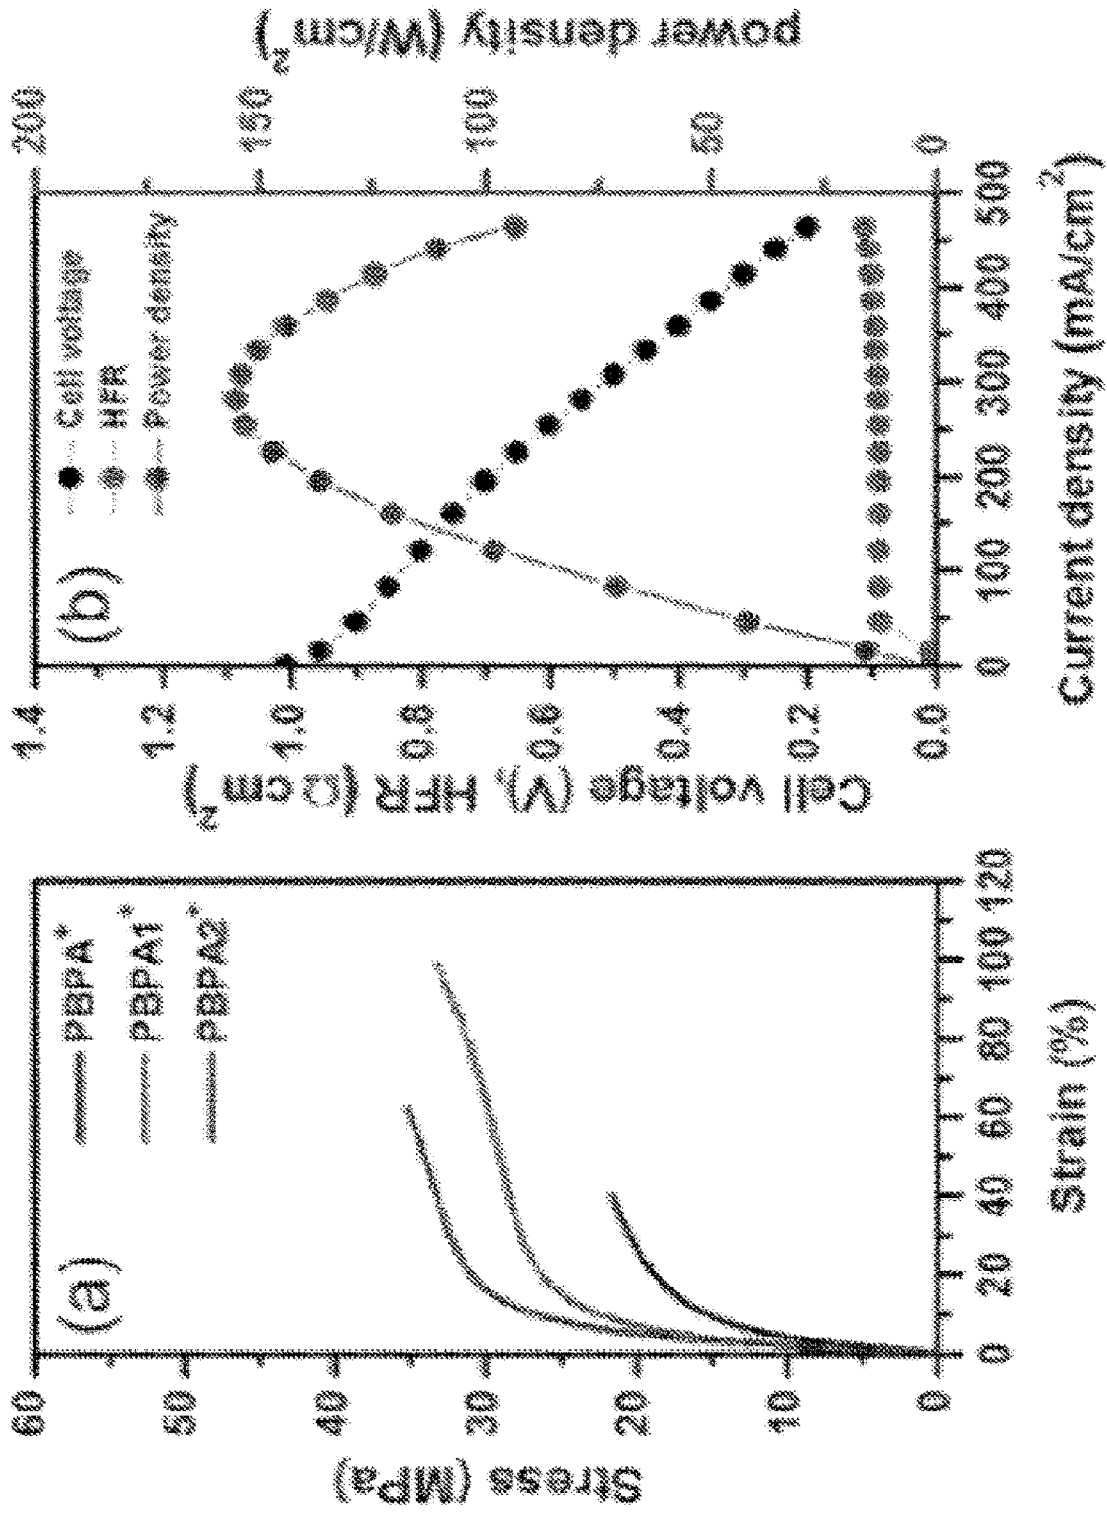 (a)
PBPA*
PBPA1*
PBPA2*
60
50
40
30
20
10
0
Stress (MPa)
0 20 40 60 80 100 120
Strain (%)
(b)
Cell voltage
HFR
Power density
1.4
1.2
1.0
0.8
0.6
0.4
0.2
0.0
Cell voltage (V), HFR (Ω cm²)
200
150
100
50
0
power density (W/cm²)
0 100 200 300 400 500
Current density (mA/cm²)